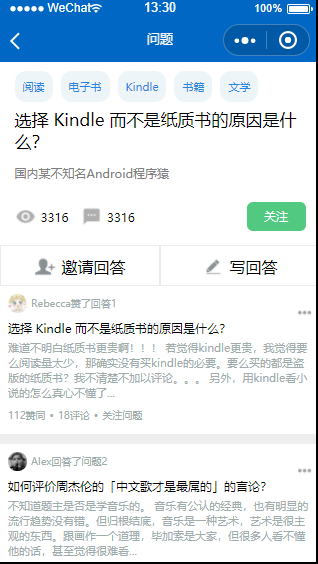 WeChat 13:30 100%
问题
阅读 电子书 Kindle 书籍 文学
选择 Kindle 而不是纸质书的原因是什
么？
国内某不知名Android程序猿
3316 3316 关注
邀请回答 写回答
Rebecca赞了回答1
选择 Kindle 而不是纸质书的原因是什么？
难道不明白纸质书更贵啊！！！ 若觉得kindle更贵，我觉得要
么阅读量太少，那确实没有买kindle的必要。要么买的都是盗
版的纸质书？我不清楚不加以评论。。。 另外，用kindle看小
说的怎么真心不懂了...
112赞同 • 18评论 • 关注问题
Alex回答了问题2
如何评价周杰伦的「中文歌才是最屌的」的言论？
不知道题主是否是学音乐的。 音乐有公认的经典，也有明显的
流行趋势没有错。但归根结底，音乐是一种艺术，艺术是很主
观的东西。跟画作一个道理，毕加索是大家，但很多人看不懂
他的话，甚至觉得很难看...